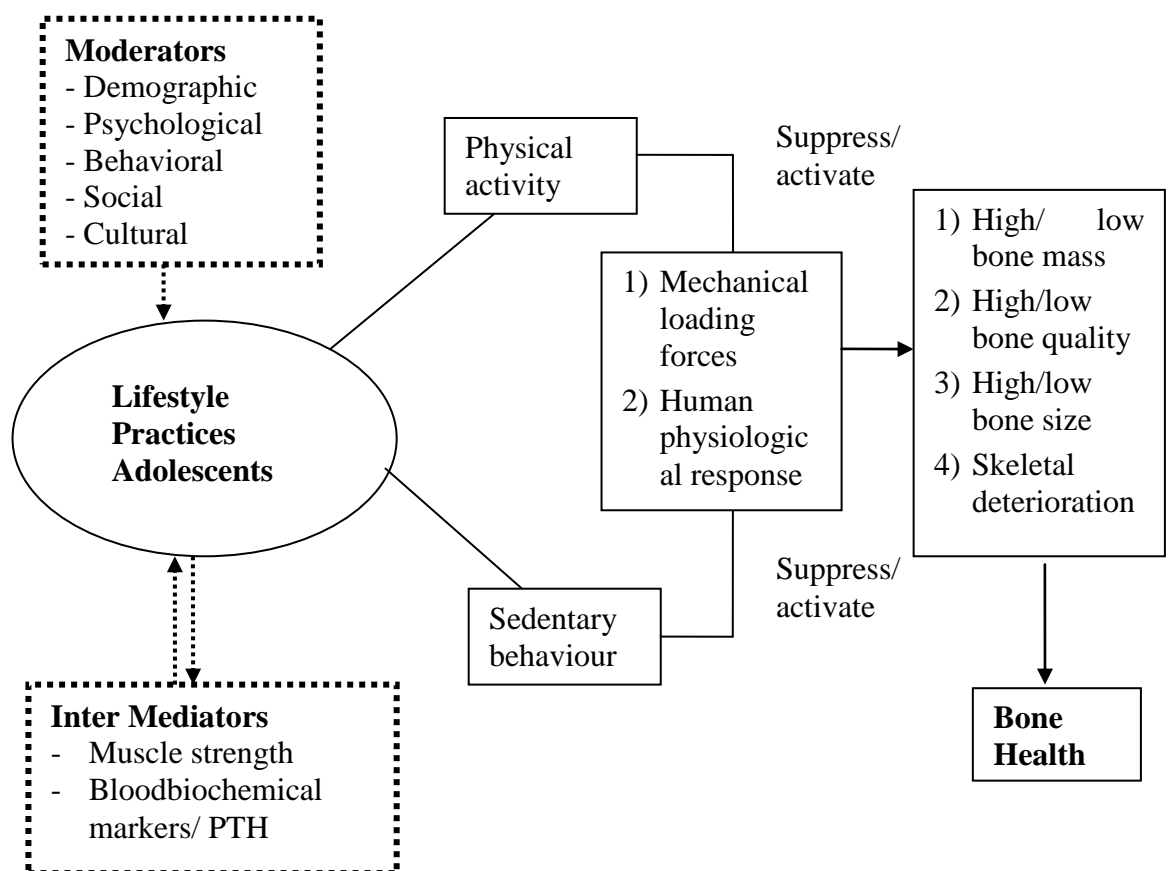 Moderators
- Demographic
- Psychological
- Behavioral
- Social
- Cultural
Physical
activity
Suppress/
activate
1) High/ low
bone mass
2) High/low
bone quality
3) High/low
bone size
4) Skeletal
deterioration
1) Mechanical
loading
forces
2) Human
physiologic
al response
Lifestyle
Practices
Adolescents
Suppress/
activate
Sedentary
behaviour
Inter Mediators
- Muscle strength
- Bloodbiochemical
markers/ PTH
Bone
Health